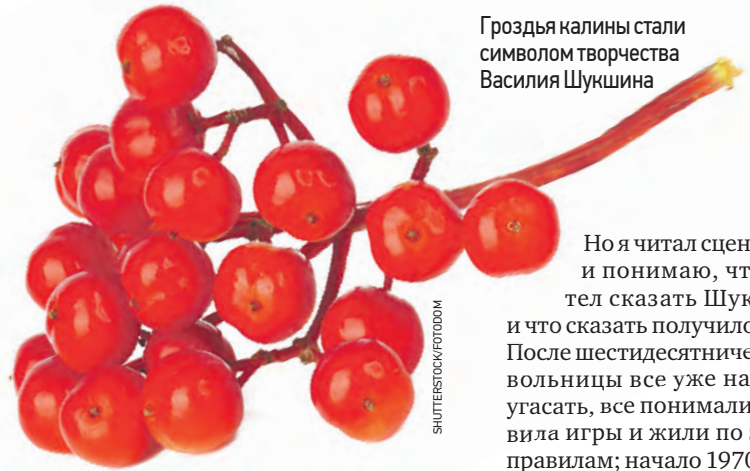 Гроздья калины стали
символом творчества
Василия Шукшина
SHUTTERSTOCK/FOTODOM
Но я читал сцен
и понимаю, чт
тел сказать Шук
и что сказать получило
После шестидесятниче
вольницы все уже на
угасать, все понимали
вила игры и жили по э
правилам; начало 1970